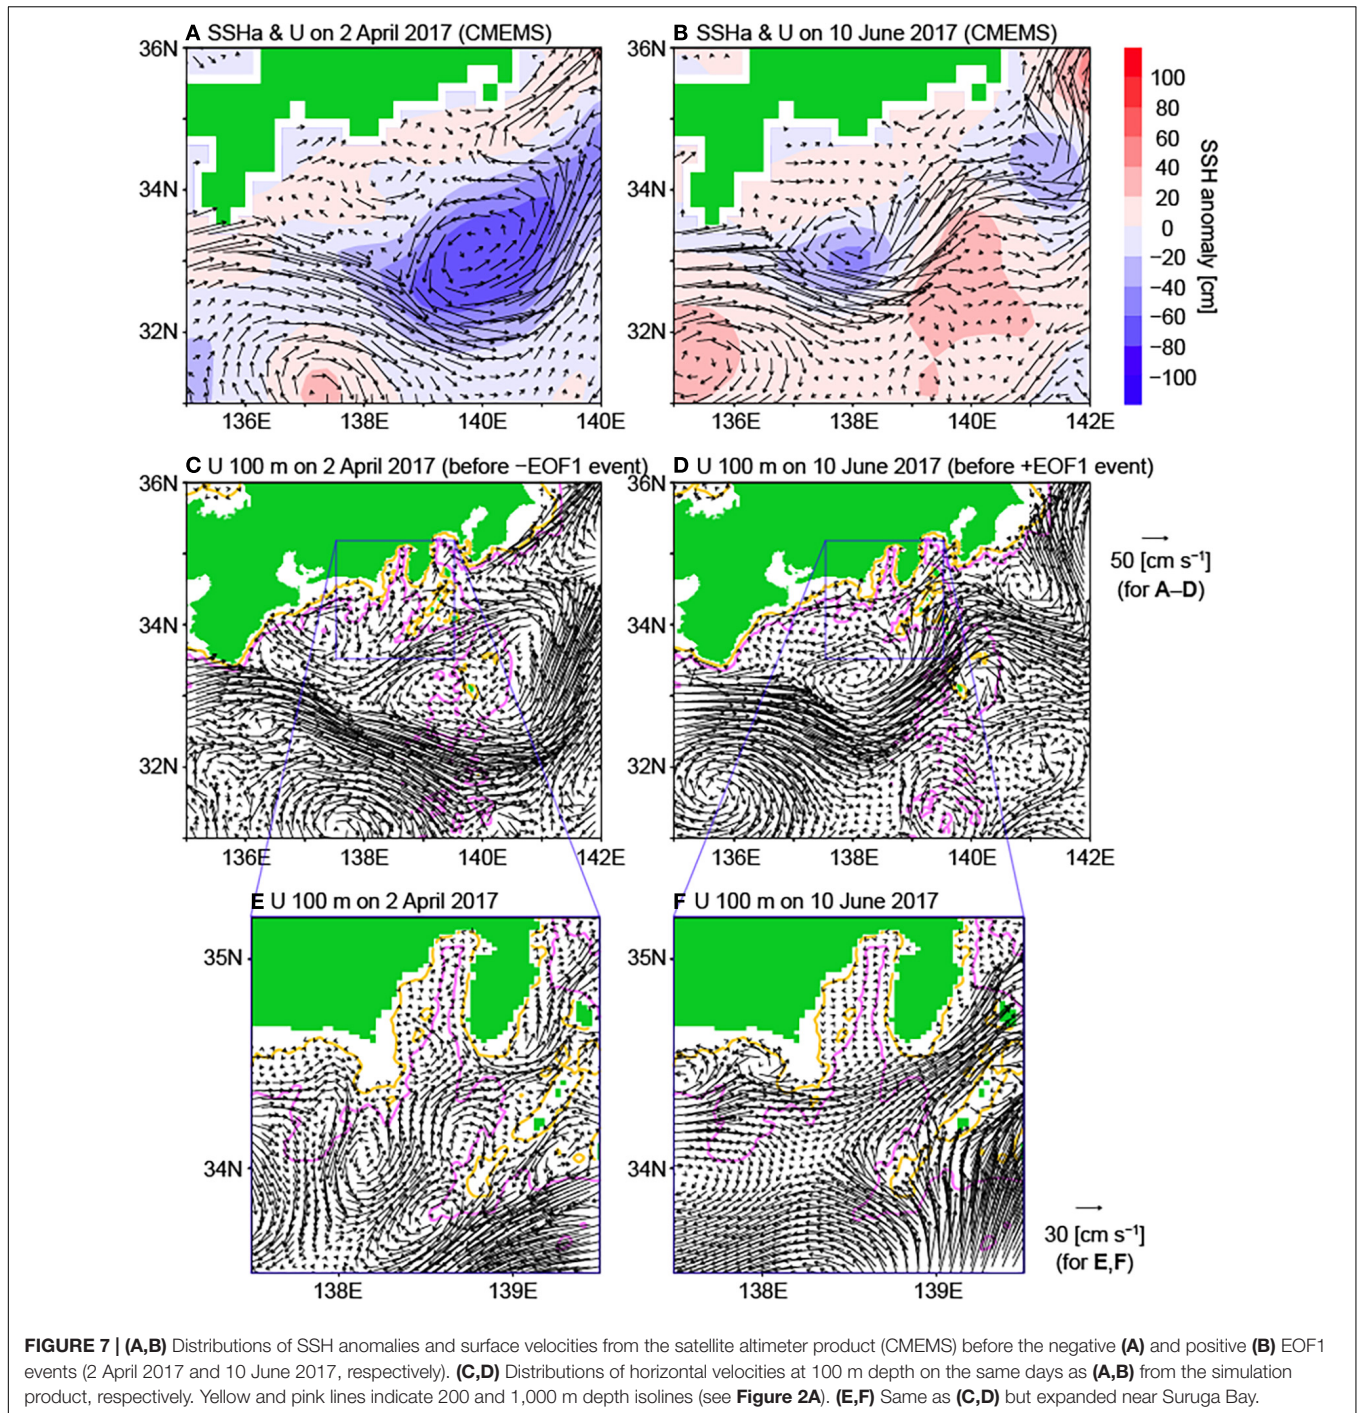 A SSHa & U on 2 April 2017 (CMEMS)
B SSHa & U on 10 June 2017 (CMEMS)
36N
34N
32N
136E 138E 140E 140E
36N
34N
32N
136E 138E 140E 142E
100
80
60
40
20
0
−20
−40
−60
−80
−100
SSH anomaly [cm]
C U 100 m on 2 April 2017 (before −EOF1 event)
D U 100 m on 10 June 2017 (before +EOF1 event)
36N
34N
32N
136E 138E 140E 142E
36N
34N
32N
136E 138E 140E 142E
50 [cm s⁻¹]
(for A–D)
E U 100 m on 2 April 2017
F U 100 m on 10 June 2017
35N
34N
138E 139E
35N
34N
138E 139E
30 [cm s⁻¹]
(for E,F)
FIGURE 7 | (A,B) Distributions of SSH anomalies and surface velocities from the satellite altimeter product (CMEMS) before the negative (A) and positive (B) EOF1
events (2 April 2017 and 10 June 2017, respectively). (C,D) Distributions of horizontal velocities at 100 m depth on the same days as (A,B) from the simulation
product, respectively. Yellow and pink lines indicate 200 and 1,000 m depth isolines (see Figure 2A). (E,F) Same as (C,D) but expanded near Suruga Bay.